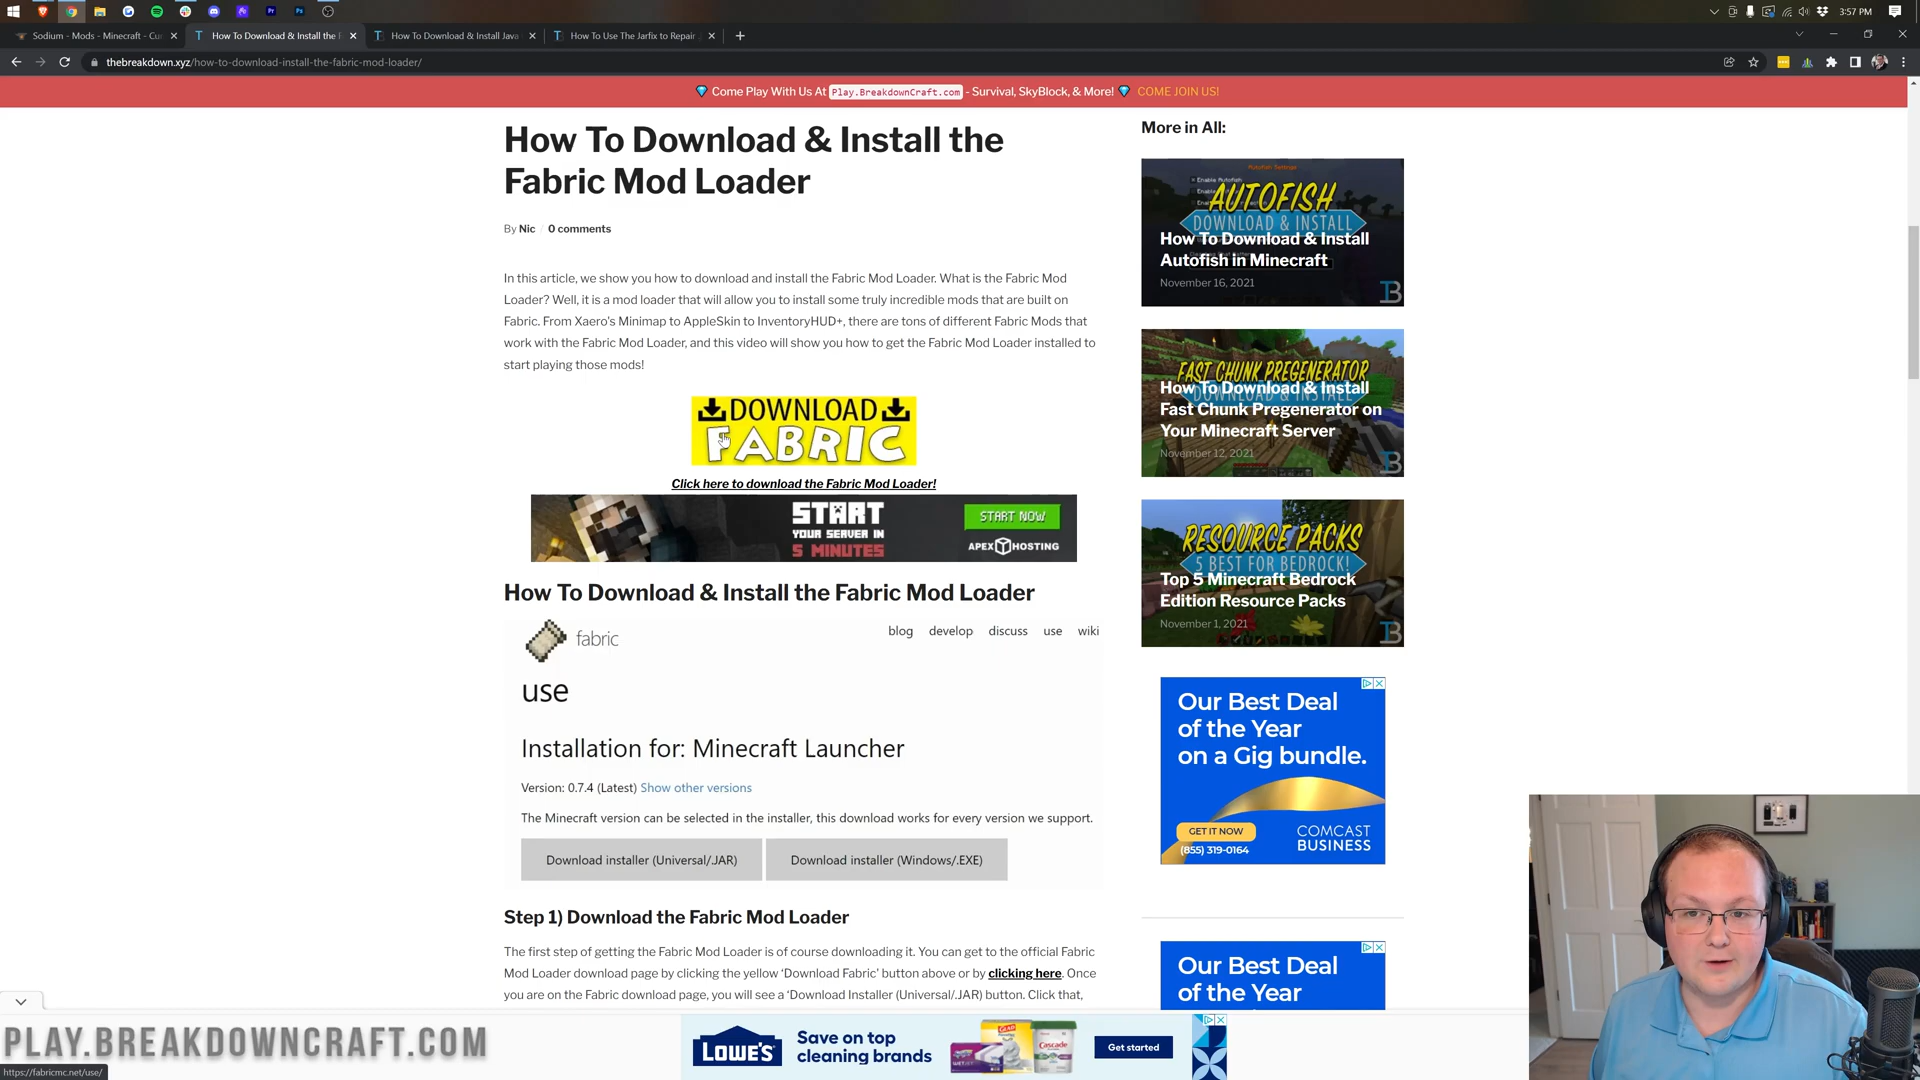 3:57 PM
Sodium - Mods - Minecraft - Cu
How To Download & Install the F
How To Download & Install Java
How To Use The Jarfix to Repair
thebreakdown.xyz/how-to-download-install-the-fabric-mod-loader/
Come Play With Us At Play.BreakdownCraft.com - Survival, SkyBlock, & More! COME JOIN US!
How To Download & Install the
Fabric Mod Loader
By Nic / 0 comments
In this article, we show you how to download and install the Fabric Mod Loader. What is the Fabric Mod
Loader? Well, it is a mod loader that will allow you to install some truly incredible mods that are built on
Fabric. From Xaero's Minimap to AppleSkin to InventoryHUD+, there are tons of different Fabric Mods that
work with the Fabric Mod Loader, and this video will show you how to get the Fabric Mod Loader installed to
start playing those mods!
DOWNLOAD
FABRIC
Click here to download the Fabric Mod Loader!
START
YOUR SERVER IN
5 MINUTES
START NOW
APEX HOSTING
How To Download & Install the Fabric Mod Loader
fabric
blog develop discuss use wiki
use
Installation for: Minecraft Launcher
Version: 0.7.4 (Latest) Show other versions
The Minecraft version can be selected in the installer, this download works for every version we support.
Download installer (Universal/.JAR)
Download installer (Windows/.EXE)
Step 1) Download the Fabric Mod Loader
The first step of getting the Fabric Mod Loader is of course downloading it. You can get to the official Fabric
Mod Loader download page by clicking the yellow ‘Download Fabric’ button above or by clicking here. Once
you are on the Fabric download page, you will see a ‘Download Installer (Universal/.JAR) button. Click that,
More in All:
AUTOFISH
DOWNLOAD & INSTALL
How To Download & Install
Autofish in Minecraft
November 16, 2021
FAST CHUNK PREGENERATOR
DOWNLOAD & INSTALL
How To Download & Install
Fast Chunk Pregenerator on
Your Minecraft Server
November 12, 2021
RESOURCE PACKS
5 BEST FOR BEDROCK!
Top 5 Minecraft Bedrock
Edition Resource Packs
November 1, 2021
Our Best Deal
of the Year
on a Gig bundle.
GET IT NOW
(855) 319-0164
COMCAST
BUSINESS
Our Best Deal
of the Year
PLAY.BREAKDOWNCRAFT.COM
LOWE'S
Save on top
cleaning brands
Get started
https://fabricmc.net/use/